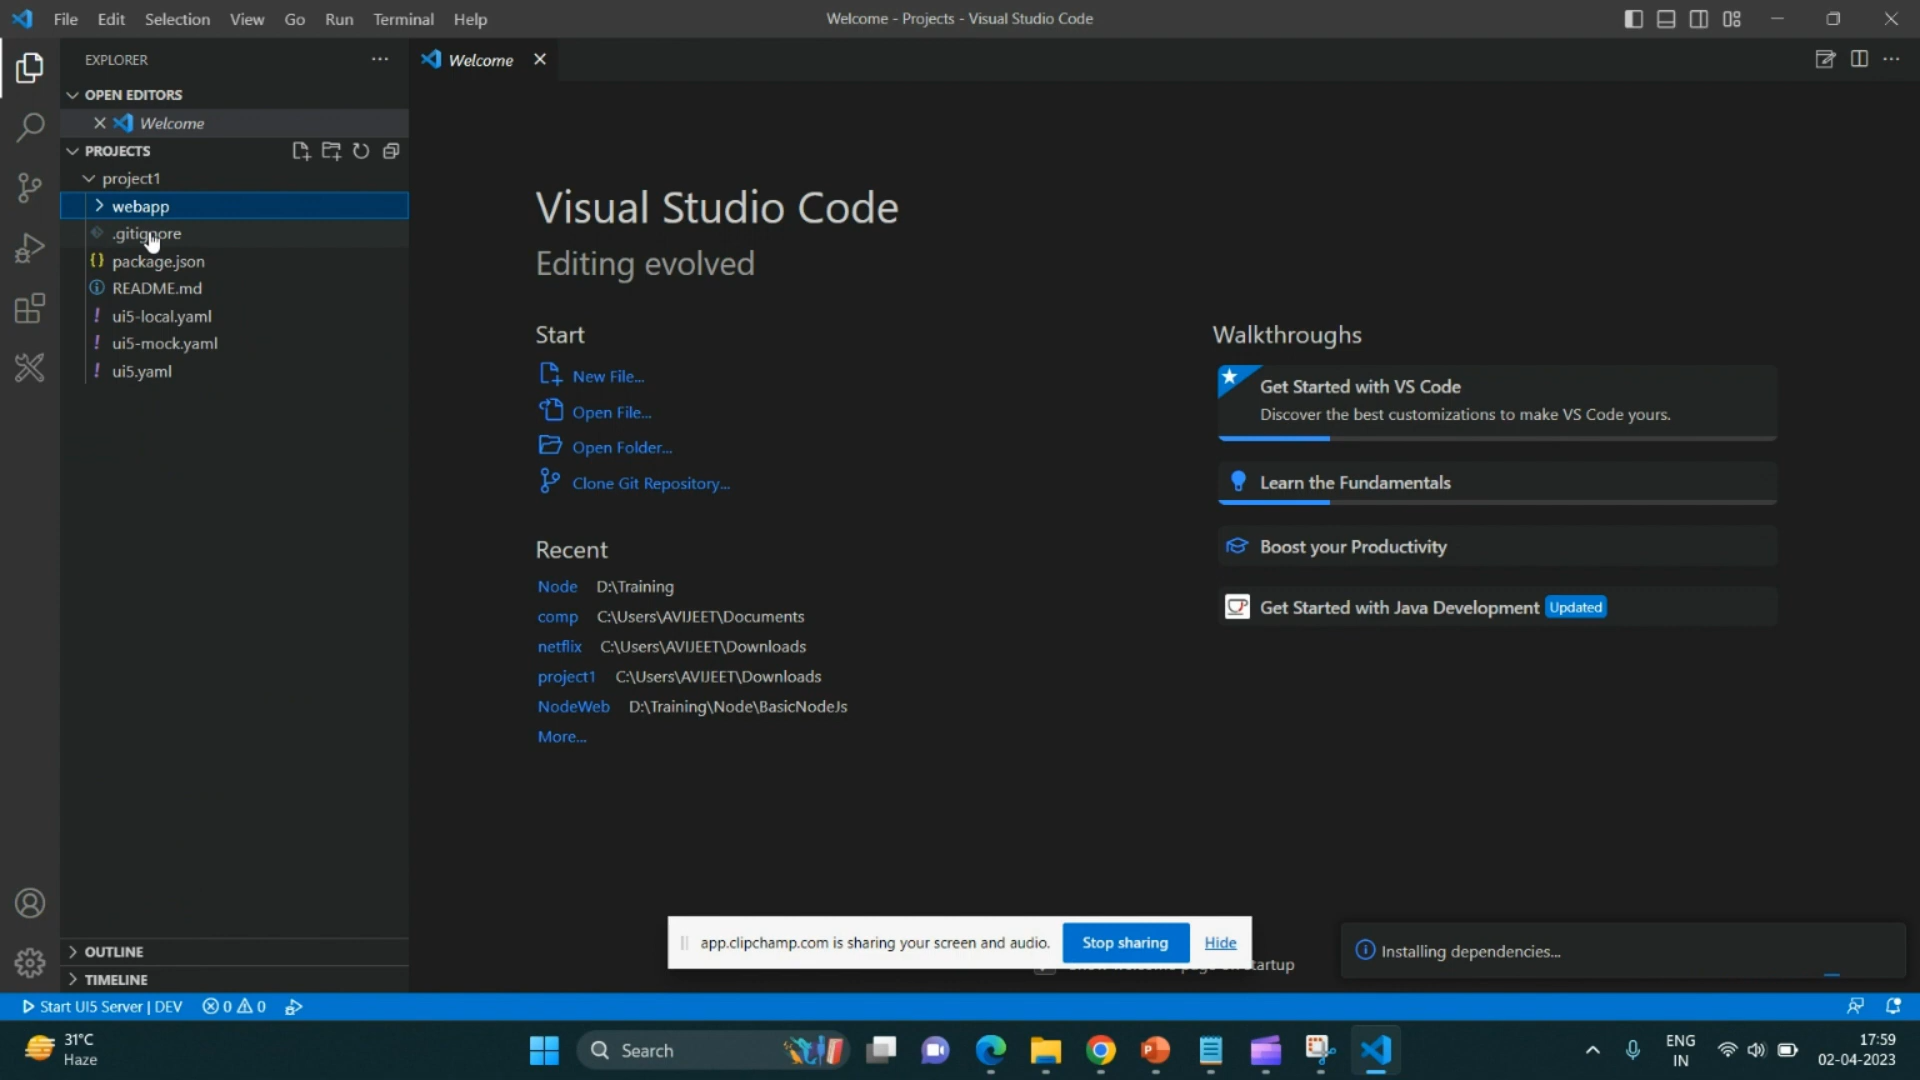 File Edit Selection View Go Run Terminal Help
Welcome - Projects - Visual Studio Code
EXPLORER
OPEN EDITORS
Welcome
PROJECTS
project1
webapp
.gitignore
package.json
README.md
ui5-local.yaml
ui5-mock.yaml
ui5.yaml
OUTLINE
TIMELINE
Welcome
Visual Studio Code
Editing evolved
Start
New File...
Open File...
Open Folder...
Clone Git Repository...
Recent
Node D:\Training
comp C:\Users\AVIJEET\Documents
netflix C:\Users\AVIJEET\Downloads
project1 C:\Users\AVIJEET\Downloads
NodeWeb D:\Training\Node\BasicNodeJs
More...
Walkthroughs
Get Started with VS Code
Discover the best customizations to make VS Code yours.
Learn the Fundamentals
Boost your Productivity
Get Started with Java Development Updated
app.clipchamp.com is sharing your screen and audio. Stop sharing Hide
Installing dependencies...
Start UI5 Server | DEV 0 0
31°C
Haze
Search
ENG
IN
17:59
02-04-2023